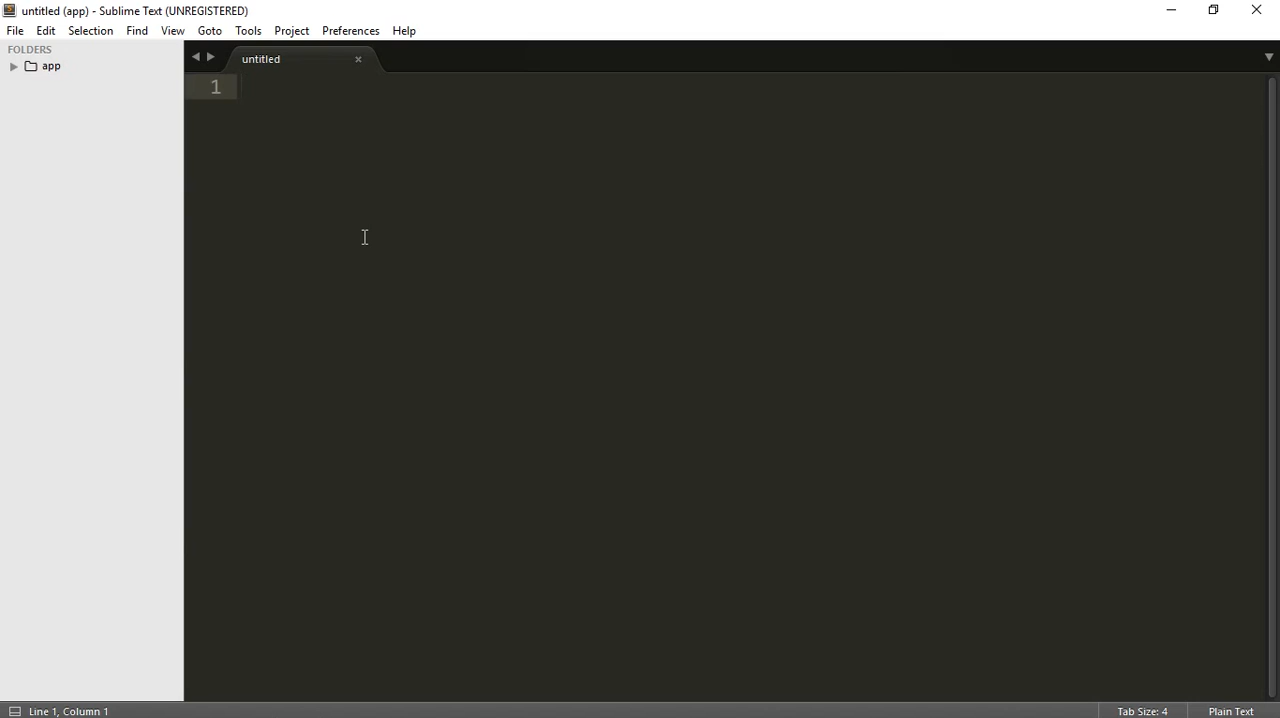 untitled (app) - Sublime Text (UNREGISTERED)
File Edit Selection Find View Goto Tools Project Preferences Help
FOLDERS
app
untitled
1
Line 1, Column 1
Tab Size: 4
Plain Text